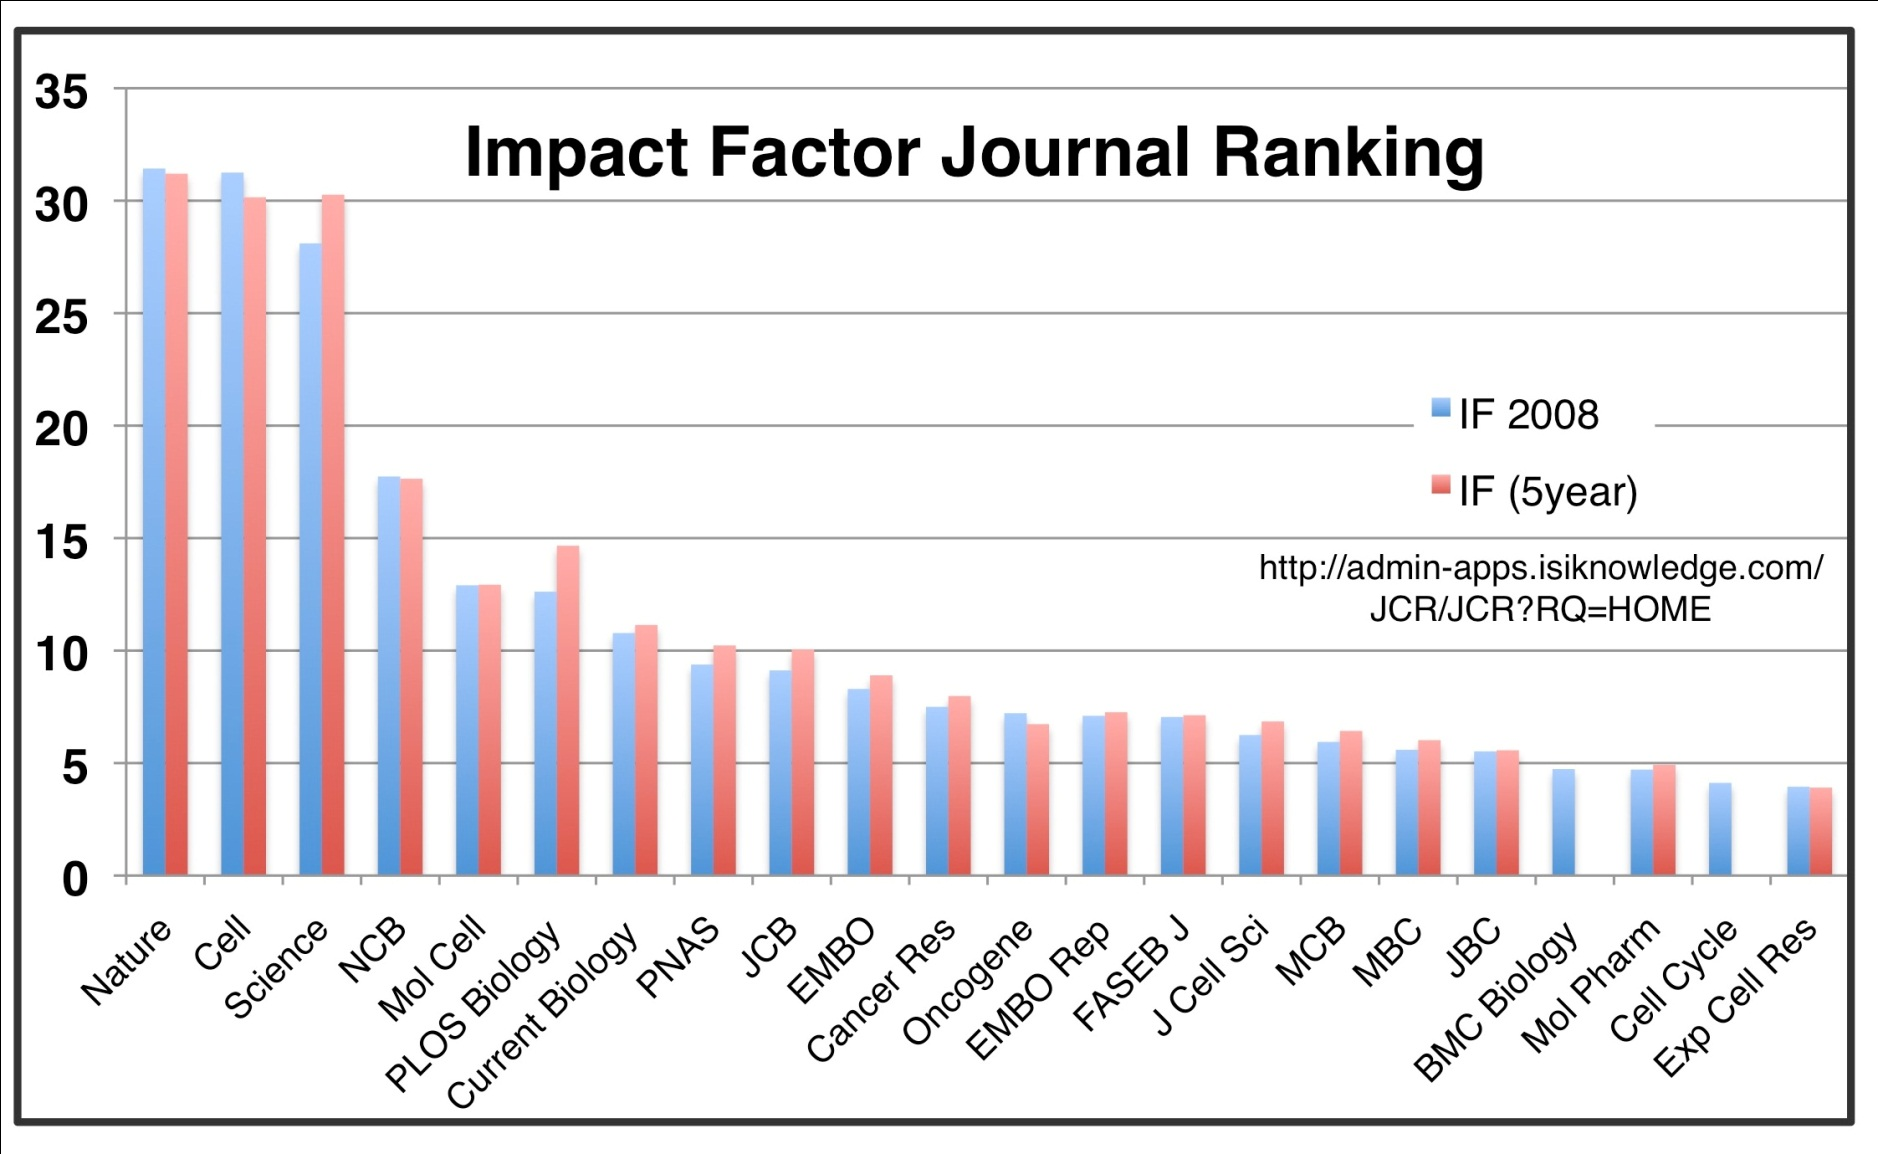 Impact Factor Journal Ranking
35
30
25
20
15
10
5
0
IF 2008
IF (5year)
http://admin-apps.isiknowledge.com/
JCR/JCR?RQ=HOME
Nature
Cell
Science
NCB
Mol Cell
PLOS Biology
Current Biology
PNAS
JCB
EMBO
Cancer Res
Oncogene
EMBO Rep
FASEB J
J Cell Sci
MCB
MBC
JBC
BMC Biology
Mol Pharm
Cell Cycle
Exp Cell Res